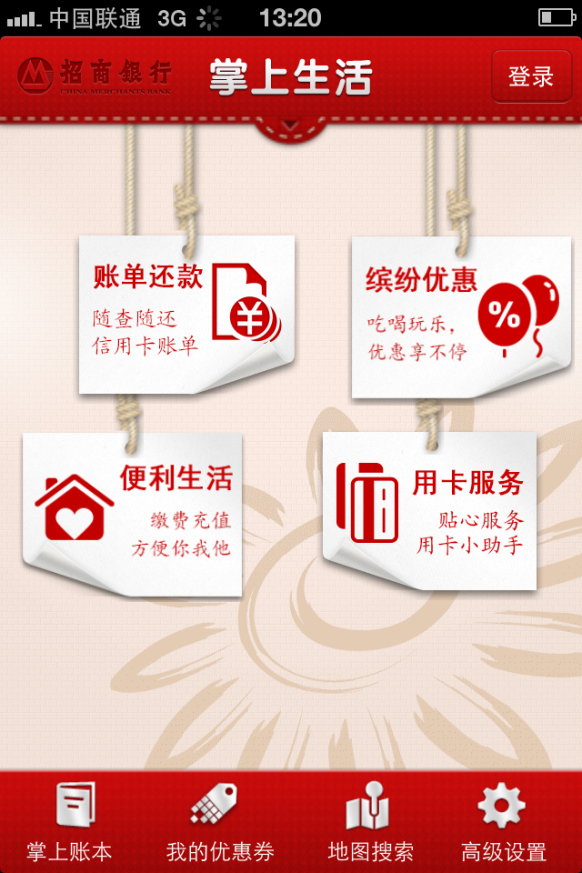 中国联通 3G 13:20
招商银行 掌上生活 登录
CHINA MERCHANTS BANK
账单还款
随查随还
信用卡账单
缤纷优惠
吃喝玩乐，
优惠享不停
便利生活
缴费充值
方便你我他
用卡服务
贴心服务
用卡小助手
掌上账本 我的优惠券 地图搜索 高级设置